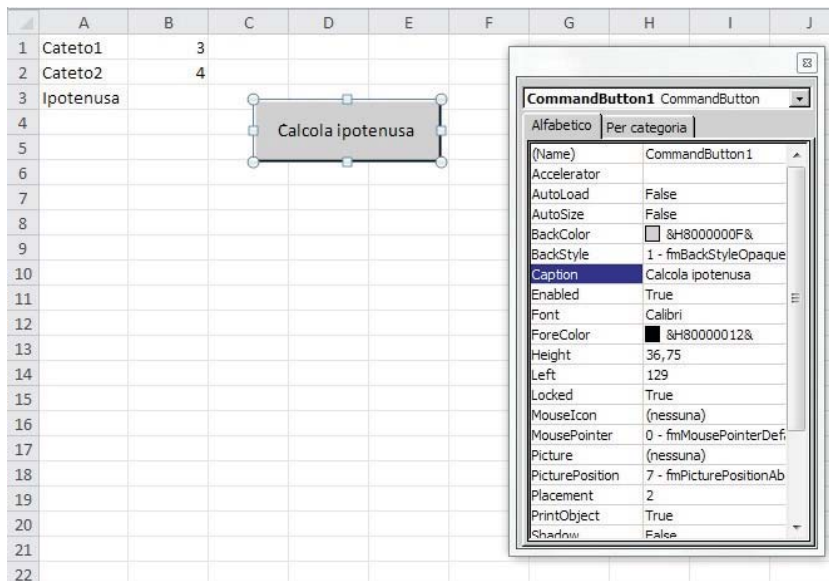 A B C D E F G H I J
1 Cateto1 3
2 Cateto2 4
3 Ipotenusa
4
5
6
7
8
9
10
11
12
13
14
15
16
17
18
19
20
21
22
Calcola ipotenusa
CommandButton1 CommandButton
Alfabetico Per categoria
(Name) CommandButton1
Accelerator
AutoLoad False
AutoSize False
BackColor &H8000000F&
BackStyle 1 - fmBackStyleOpaque
Caption Calcola ipotenusa
Enabled True
Font Calibri
ForeColor &H80000012&
Height 36,75
Left 129
Locked True
MouseIcon (nessuna)
MousePointer 0 - fmMousePointerDefa
Picture (nessuna)
PicturePosition 7 - fmPicturePositionAb
Placement 2
PrintObject True
Shadow False